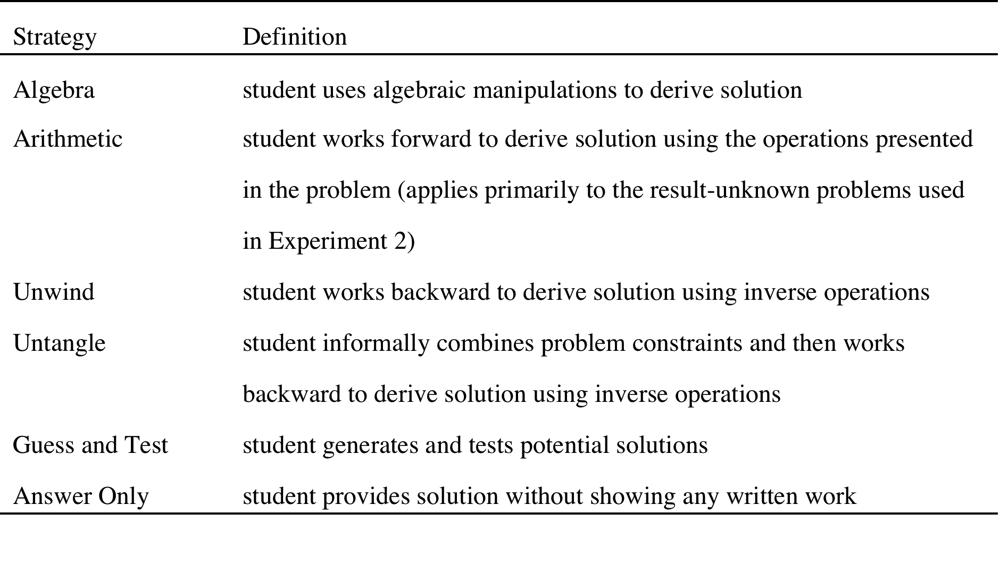 Strategy Definition
Algebra student uses algebraic manipulations to derive solution
Arithmetic student works forward to derive solution using the operations presented
in the problem (applies primarily to the result-unknown problems used
in Experiment 2)
Unwind student works backward to derive solution using inverse operations
Untangle student informally combines problem constraints and then works
backward to derive solution using inverse operations
Guess and Test student generates and tests potential solutions
Answer Only student provides solution without showing any written work